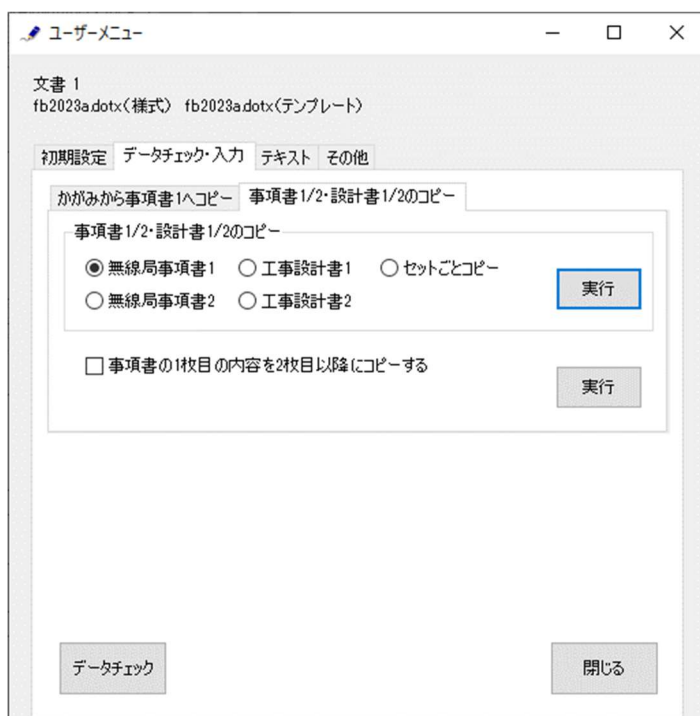 ユーザーメニュー
文書 1
fb2023a.dotx(様式) fb2023a.dotx(テンプレート)
初期設定 データチェック・入力 テキスト その他
かがみから事項書1へコピー 事項書1/2・設計書1/2のコピー
事項書1/2・設計書1/2のコピー
無線局事項書1 工事設計書1 セットごとコピー
実行
無線局事項書2 工事設計書2
事項書の1枚目の内容を2枚目以降にコピーする
実行
データチェック 閉じる